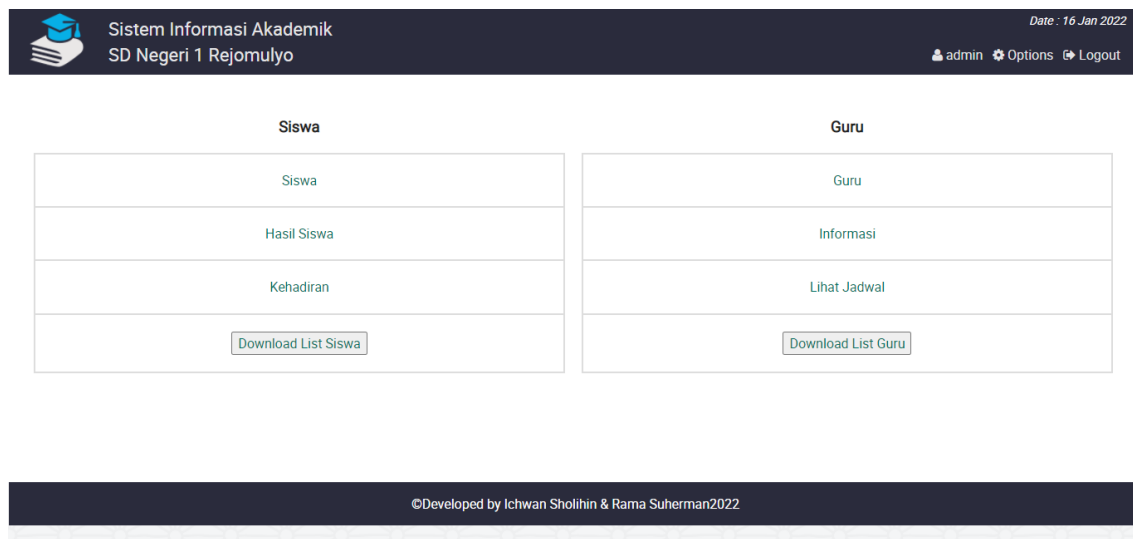 Sistem Informasi Akademik
SD Negeri 1 Rejomulyo
Date : 16 Jan 2022
admin Options Logout
Siswa
Siswa
Hasil Siswa
Kehadiran
Download List Siswa
Guru
Guru
Informasi
Lihat Jadwal
Download List Guru
©Developed by Ichwan Sholihin & Rama Suherman2022